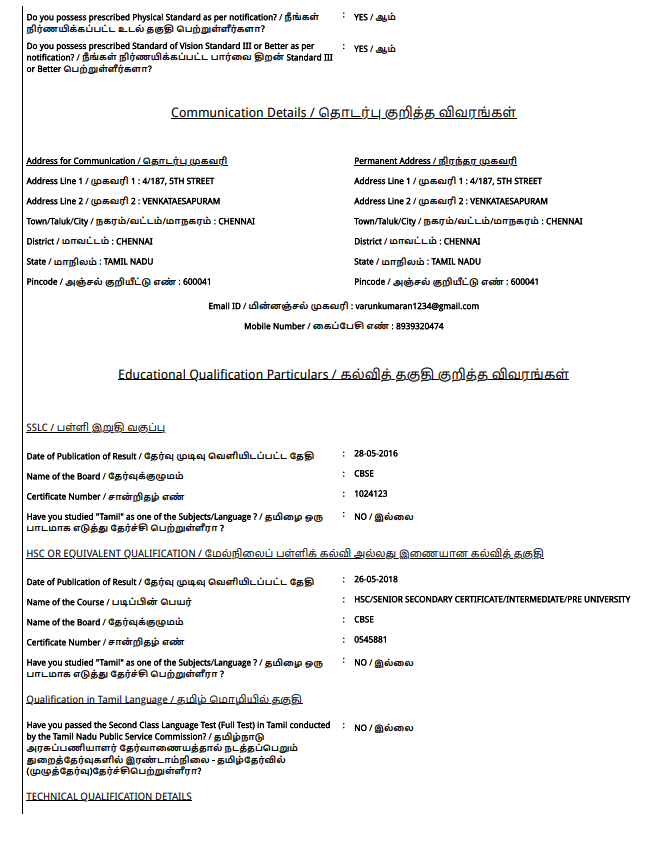 Do you possess prescribed Physical Standard as per notification? / நீங்கள் : YES / ஆம்
நிர்ணயிக்கப்பட்ட உடல் தகுதி பெற்றுள்ளீர்களா?
Do you possess prescribed Standard of Vision Standard III or Better as per : YES / ஆம்
notification? / நீங்கள் நிர்ணயிக்கப்பட்ட பார்வை திறன் Standard III
or Better பெற்றுள்ளீர்களா?
Communication Details / தொடர்பு குறித்த விவரங்கள்
Address for Communication / தொடர்பு முகவரி Permanent Address / நிரந்தர முகவரி
Address Line 1 / முகவரி 1 : 4/187, 5TH STREET Address Line 1 / முகவரி 1 : 4/187, 5TH STREET
Address Line 2 / முகவரி 2 : VENKATAESAPURAM Address Line 2 / முகவரி 2 : VENKATAESAPURAM
Town/Taluk/City / நகரம்/வட்டம்/மாநகரம் : CHENNAI Town/Taluk/City / நகரம்/வட்டம்/மாநகரம் : CHENNAI
District / மாவட்டம் : CHENNAI District / மாவட்டம் : CHENNAI
State / மாநிலம் : TAMIL NADU State / மாநிலம் : TAMIL NADU
Pincode / அஞ்சல் குறியீட்டு எண் : 600041 Pincode / அஞ்சல் குறியீட்டு எண் : 600041
Email ID / மின்னஞ்சல் முகவரி : varunkumaran1234@gmail.com
Mobile Number / கைப்பேசி எண் : 8939320474
Educational Qualification Particulars / கல்வித் தகுதி குறித்த விவரங்கள்
SSLC / பள்ளி இறுதி வகுப்பு
Date of Publication of Result / தேர்வு முடிவு வெளியிடப்பட்ட தேதி : 28-05-2016
Name of the Board / தேர்வுக்குழுமம் : CBSE
Certificate Number / சான்றிதழ் எண் : 1024123
Have you studied "Tamil" as one of the Subjects/Language ? / தமிழை ஒரு : NO / இல்லை
பாடமாக எடுத்து தேர்ச்சி பெற்றுள்ளீரா ?
HSC OR EQUIVALENT QUALIFICATION / மேல்நிலைப் பள்ளிக் கல்வி அல்லது இணையான கல்வித் தகுதி
Date of Publication of Result / தேர்வு முடிவு வெளியிடப்பட்ட தேதி : 26-05-2018
Name of the Course / படிப்பின் பெயர் : HSC/SENIOR SECONDARY CERTIFICATE/INTERMEDIATE/PRE UNIVERSITY
Name of the Board / தேர்வுக்குழுமம் : CBSE
Certificate Number / சான்றிதழ் எண் : 0545881
Have you studied "Tamil" as one of the Subjects/Language ? / தமிழை ஒரு : NO / இல்லை
பாடமாக எடுத்து தேர்ச்சி பெற்றுள்ளீரா ?
Qualification in Tamil Language / தமிழ் மொழியில் தகுதி
Have you passed the Second Class Language Test (Full Test) in Tamil conducted : NO / இல்லை
by the Tamil Nadu Public Service Commission? / தமிழ்நாடு
அரசுப்பணியாளர் தேர்வாணையத்தால் நடத்தப்பெறும்
துறைத்தேர்வுகளில் இரண்டாம்நிலை - தமிழ்தேர்வில்
(முழுத்தேர்வு)தேர்ச்சிபெற்றுள்ளீரா?
TECHNICAL QUALIFICATION DETAILS